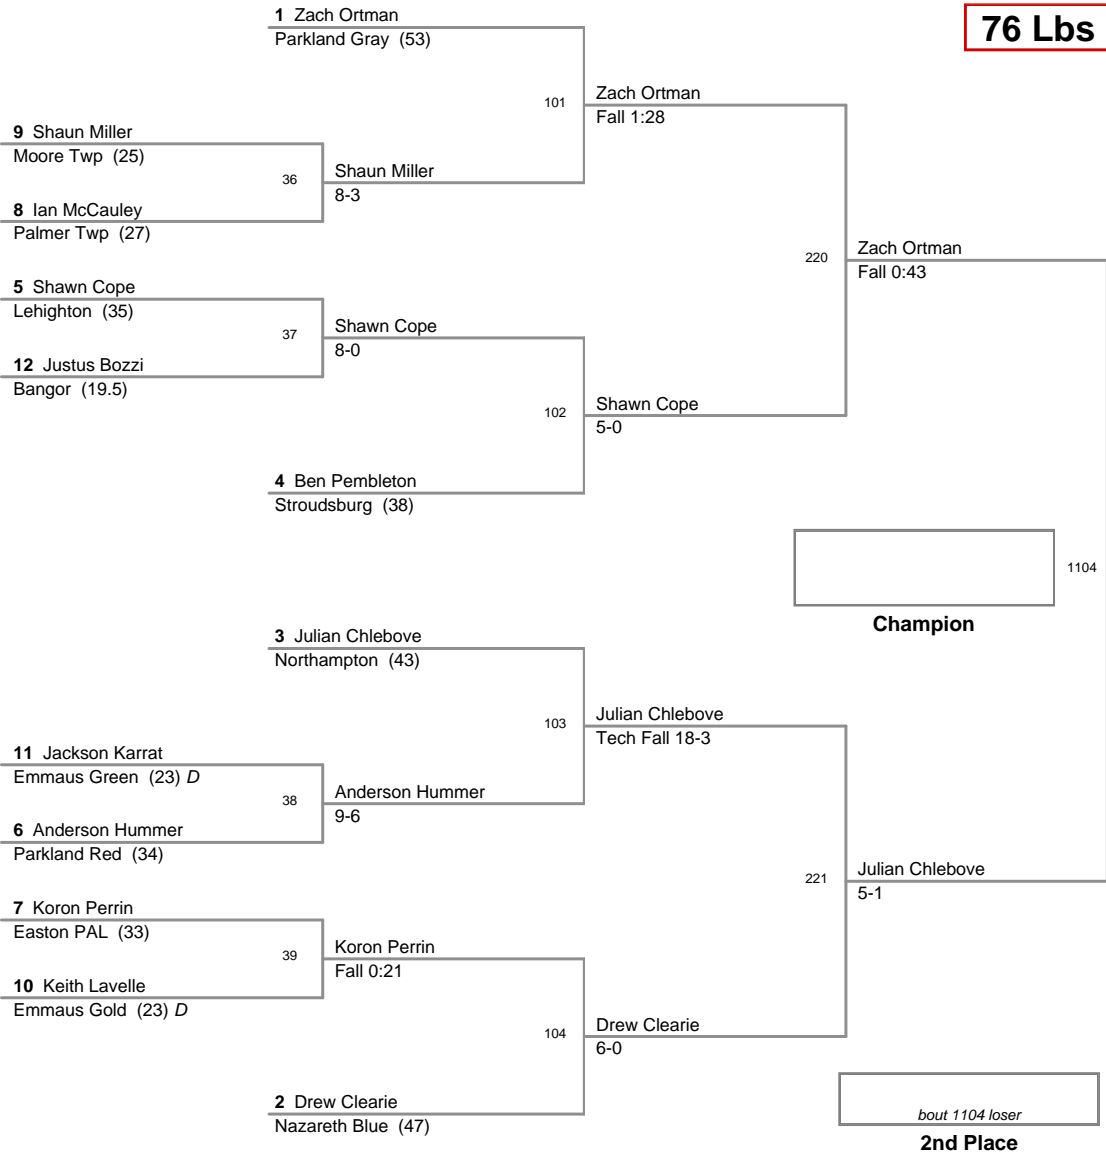 1 Zach Ortman
Parkland Gray (53)
76 Lbs
101
Zach Ortman
Fall 1:28
9 Shaun Miller
Moore Twp (25)
36
Shaun Miller
8-3
8 Ian McCauley
Palmer Twp (27)
220
Zach Ortman
Fall 0:43
5 Shawn Cope
Lehighton (35)
37
Shawn Cope
8-0
12 Justus Bozzi
Bangor (19.5)
102
Shawn Cope
5-0
4 Ben Pembleton
Stroudsburg (38)
1104
Champion
3 Julian Chlebove
Northampton (43)
103
Julian Chlebove
Tech Fall 18-3
11 Jackson Karrat
Emmaus Green (23) D
38
Anderson Hummer
9-6
6 Anderson Hummer
Parkland Red (34)
221
Julian Chlebove
5-1
7 Koron Perrin
Easton PAL (33)
39
Koron Perrin
Fall 0:21
10 Keith Lavelle
Emmaus Gold (23) D
104
Drew Clearie
6-0
2 Drew Clearie
Nazareth Blue (47)
bout 1104 loser
2nd Place